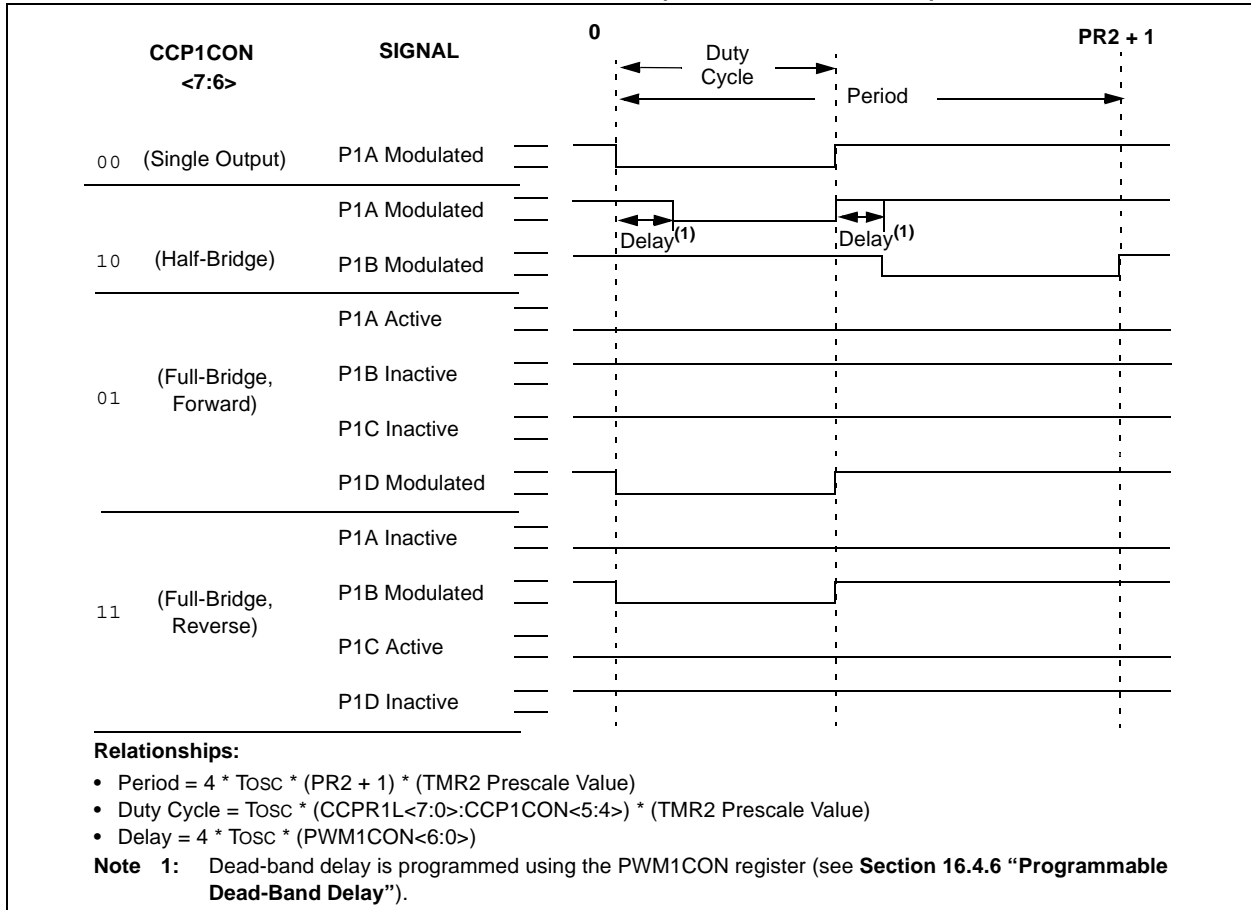 CCP1CON
<7:6>
SIGNAL
0
PR2 + 1
Duty
Cycle
Period
00 (Single Output) P1A Modulated
P1A Modulated
Delay(1) Delay(1)
10 (Half-Bridge) P1B Modulated
P1A Active
01 (Full-Bridge,
Forward)
P1B Inactive
P1C Inactive
P1D Modulated
P1A Inactive
11 (Full-Bridge,
Reverse)
P1B Modulated
P1C Active
P1D Inactive
Relationships:
• Period = 4 * TOSC * (PR2 + 1) * (TMR2 Prescale Value)
• Duty Cycle = TOSC * (CCPR1L<7:0>:CCP1CON<5:4>) * (TMR2 Prescale Value)
• Delay = 4 * TOSC * (PWM1CON<6:0>)
Note 1: Dead-band delay is programmed using the PWM1CON register (see Section 16.4.6 “Programmable
Dead-Band Delay”).